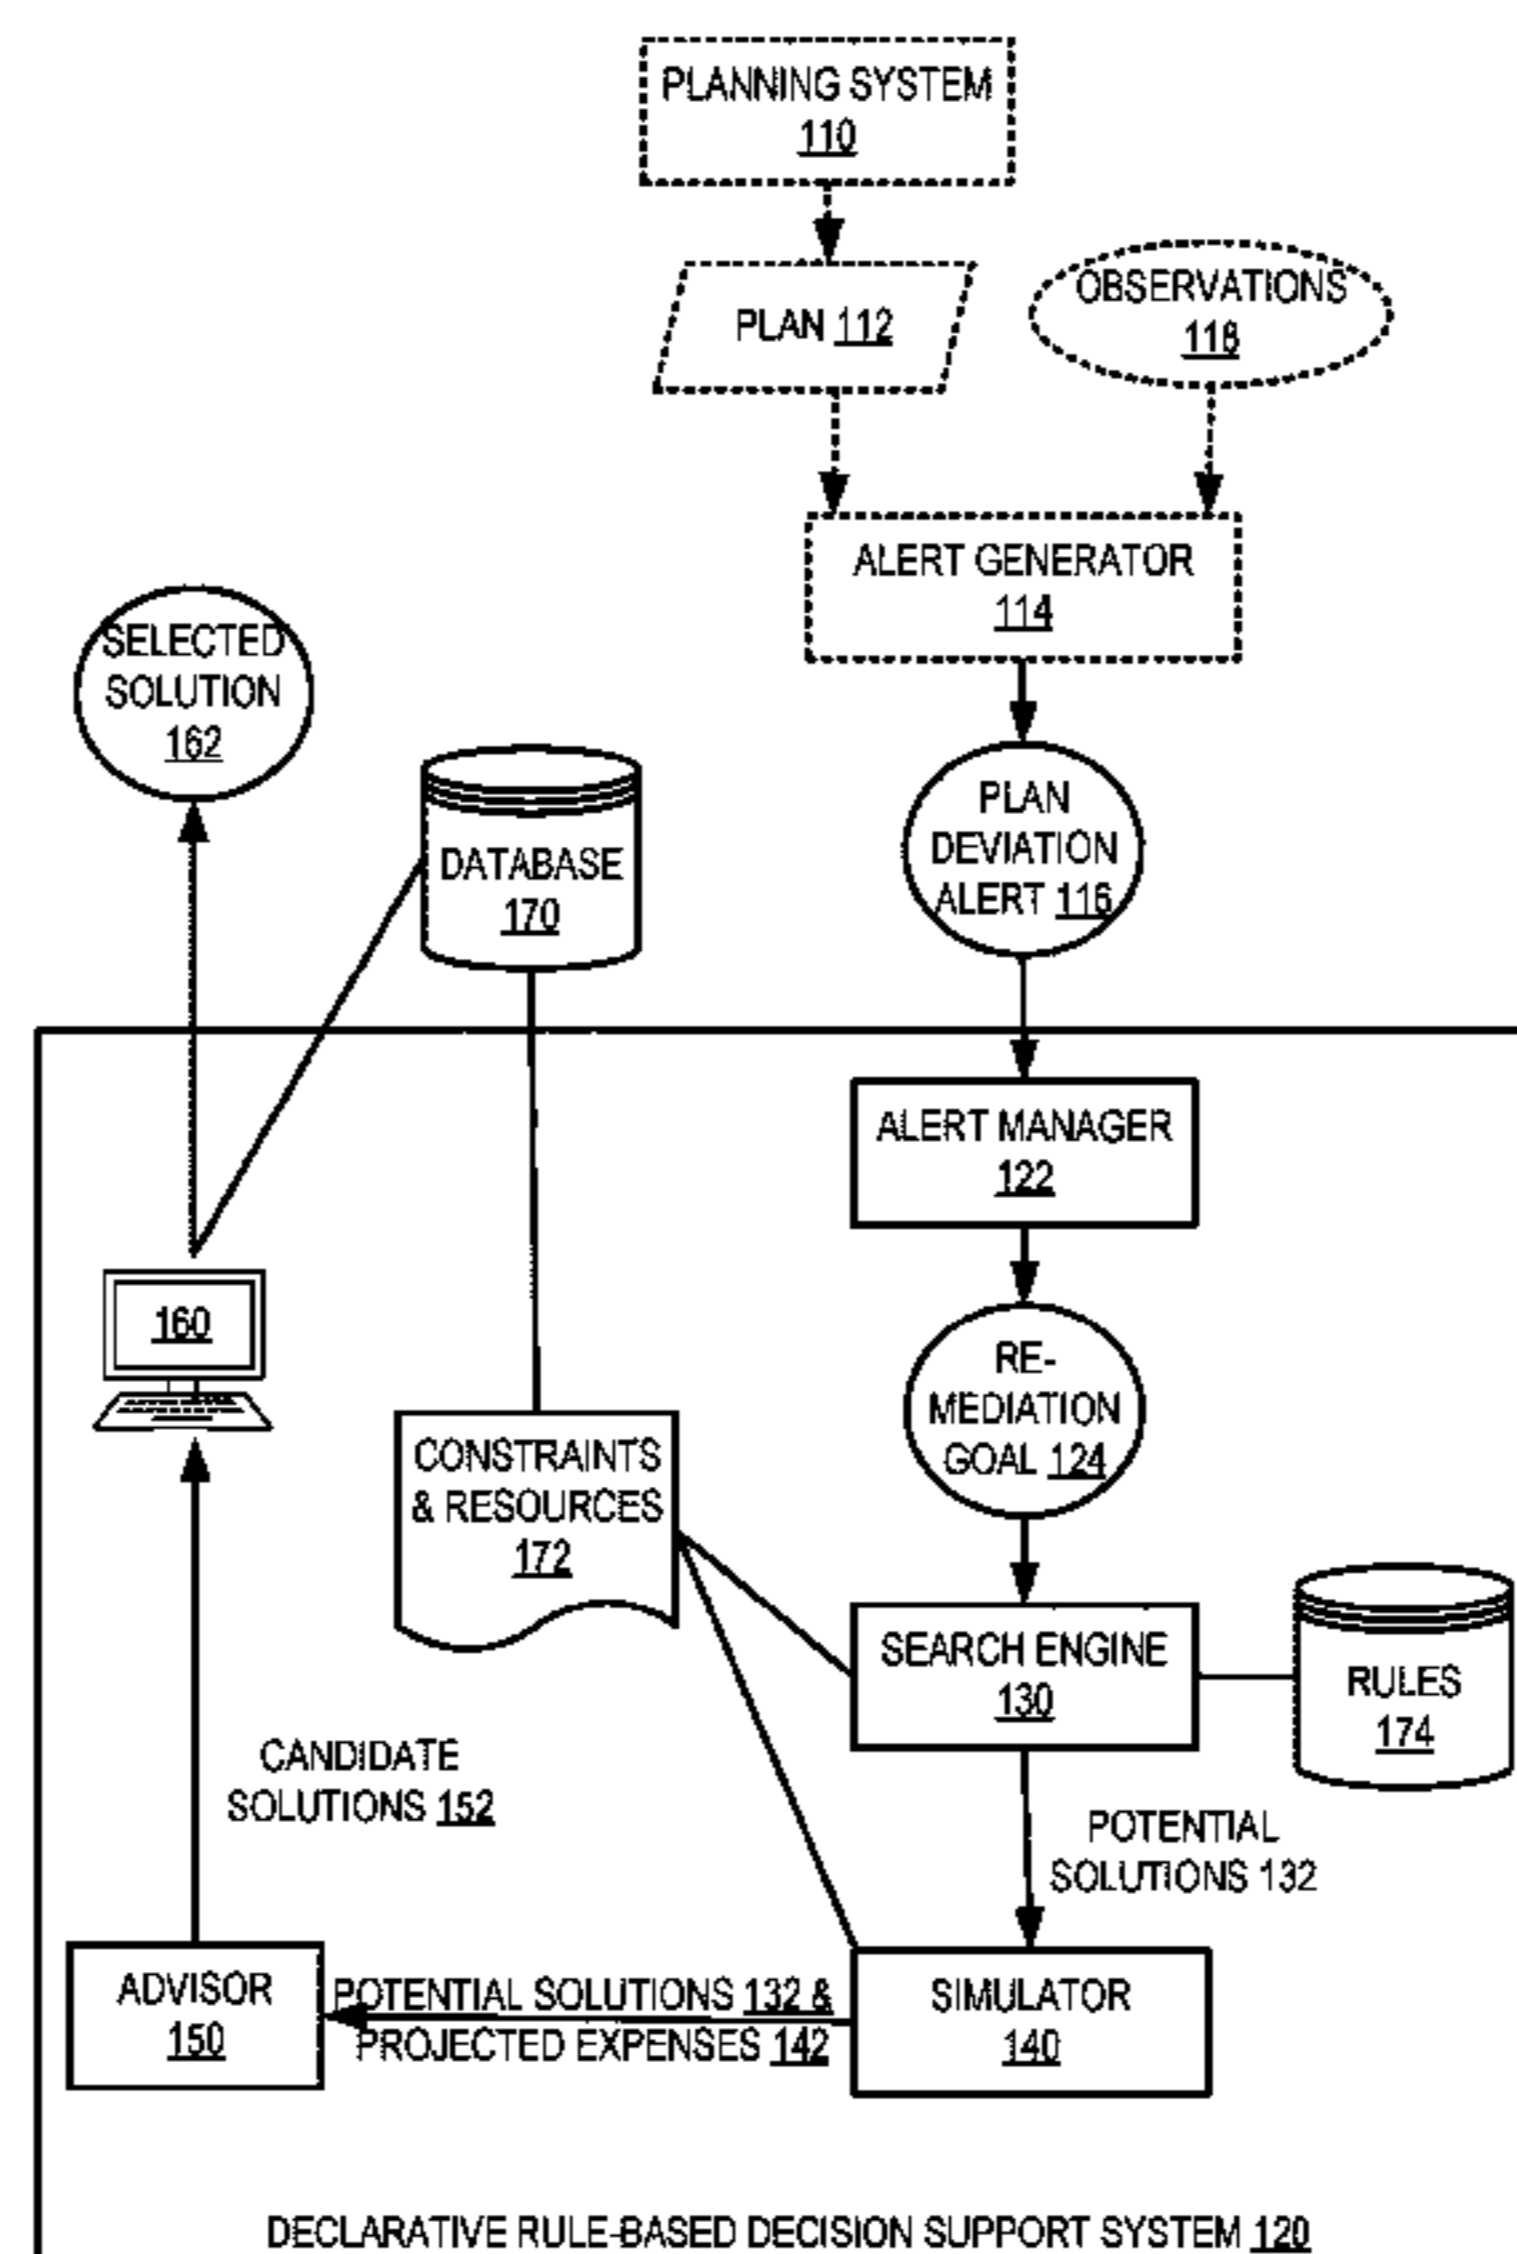 PLANNING SYSTEM
110
PLAN 112
OBSERVATIONS
118
ALERT GENERATOR
114
SELECTED
SOLUTION
162
DATABASE
170
PLAN
DEVIATION
ALERT 116
ALERT MANAGER
122
160
RE-
MEDIATION
GOAL 124
CONSTRAINTS
& RESOURCES
172
SEARCH ENGINE
130
RULES
174
CANDIDATE
SOLUTIONS 152
POTENTIAL
SOLUTIONS 132
ADVISOR
150
POTENTIAL SOLUTIONS 132 &
PROJECTED EXPENSES 142
SIMULATOR
140
DECLARATIVE RULE-BASED DECISION SUPPORT SYSTEM 120